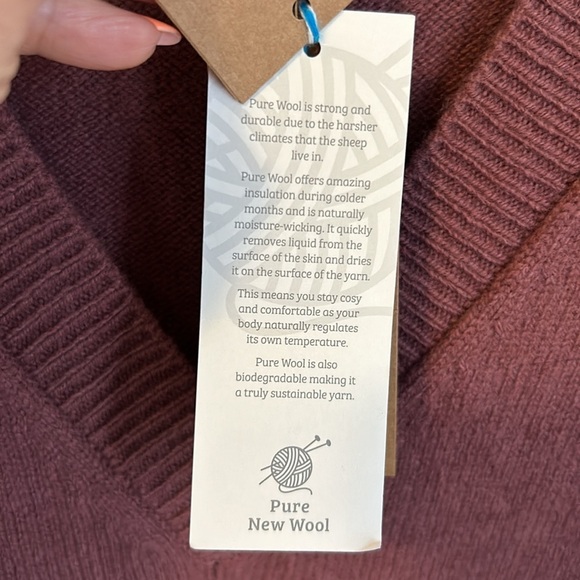 Pure Wool is strong and
durable due to the harsher
climates that the sheep
live in.
Pure Wool offers amazing
insulation during colder
months and is naturally
moisture-wicking. It quickly
removes liquid from the
surface of the skin and dries
it on the surface of the yarn.
This means you stay cosy
and comfortable as your
body naturally regulates
its own temperature.
Pure Wool is also
biodegradable making it
a truly sustainable yarn.
Pure
New Wool